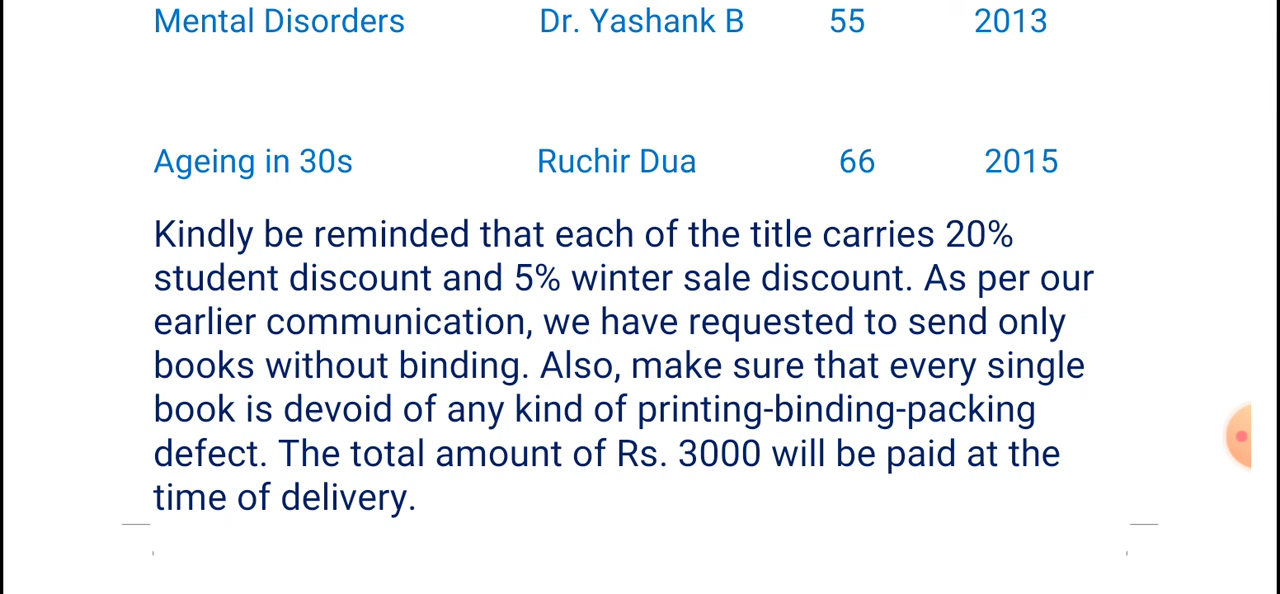 Mental Disorders Dr. Yashank B 55 2013
Ageing in 30s Ruchir Dua 66 2015
Kindly be reminded that each of the title carries 20%
student discount and 5% winter sale discount. As per our
earlier communication, we have requested to send only
books without binding. Also, make sure that every single
book is devoid of any kind of printing-binding-packing
defect. The total amount of Rs. 3000 will be paid at the
time of delivery.